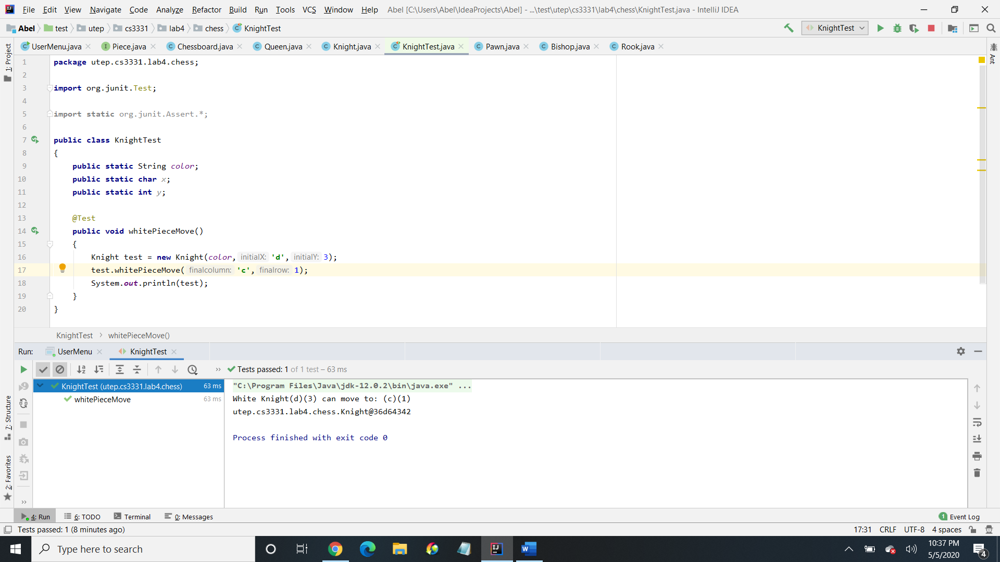 File Edit View Navigate Code Analyze Refactor Build Run Tools VCS Window Help Abel [C:\Users\Abel\IdeaProjects\Abel] - ...\test\utep\cs3331\lab4\chess\KnightTest.java - IntelliJ IDEA
Abel test utep cs3331 lab4 chess KnightTest KnightTest
UserMenu.java Piece.java Chessboard.java Queen.java Knight.java KnightTest.java Pawn.java Bishop.java Rook.java
1: Project
Ant
1 package utep.cs3331.lab4.chess;
2
3 import org.junit.Test;
4
5 import static org.junit.Assert.*;
6
7 public class KnightTest
8 {
9 public static String color;
10 public static char x;
11 public static int y;
12
13 @Test
14 public void whitePieceMove()
15 {
16 Knight test = new Knight(color, initialX: 'd', initialY: 3);
17 test.whitePieceMove( finalcolumn: 'c', finalrow: 1);
18 System.out.println(test);
19 }
20 }
KnightTest > whitePieceMove()
Run: UserMenu KnightTest
» Tests passed: 1 of 1 test – 63 ms
KnightTest (utep.cs3331.lab4.chess) 63 ms
whitePieceMove 63 ms
"C:\Program Files\Java\jdk-12.0.2\bin\java.exe" ...
White Knight(d)(3) can move to: (c)(1)
utep.cs3331.lab4.chess.Knight@36d64342
Process finished with exit code 0
7: Structure
2: Favorites
»
4: Run 6: TODO Terminal 0: Messages 1 Event Log
Tests passed: 1 (8 minutes ago) 17:31 CRLF UTF-8 4 spaces
Type here to search
10:37 PM
5/5/2020
4